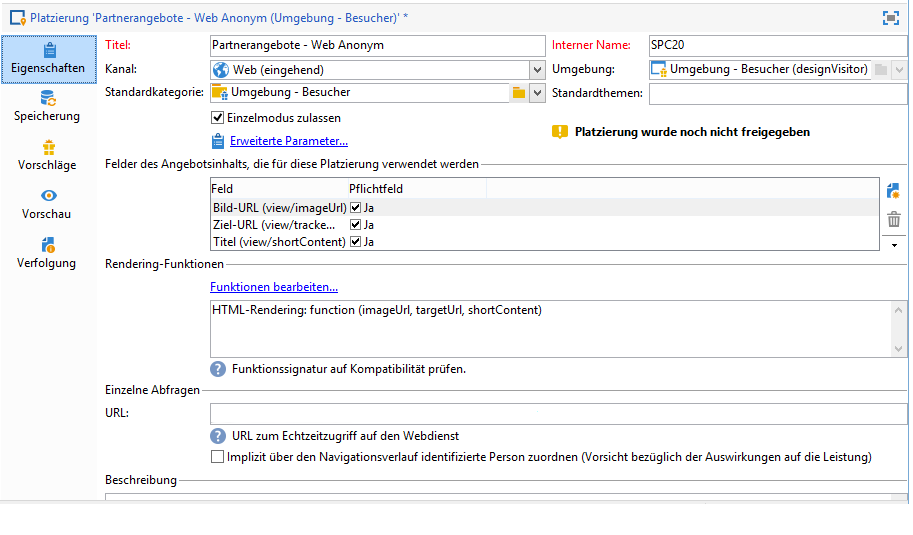 Platzierung 'Partnerangebote - Web Anonym (Umgebung - Besucher)' *
Eigenschaften
Speicherung
Vorschläge
Vorschau
Verfolgung
Titel: Partnerangebote - Web Anonym Interner Name: SPC20
Kanal: Web (eingehend) Umgebung: Umgebung - Besucher (designVisitor)
Standardkategorie: Umgebung - Besucher Standardthemen:
Einzelmodus zulassen
Erweiterte Parameter... Platzierung wurde noch nicht freigegeben
Felder des Angebotsinhalts, die für diese Platzierung verwendet werden
Feld Pflichtfeld
Bild-URL (view/imageUrl) Ja
Ziel-URL (view/tracke... Ja
Titel (view/shortContent) Ja
Rendering-Funktionen
Funktionen bearbeiten...
HTML-Rendering: function (imageUrl, targetUrl, shortContent)
Funktionssignatur auf Kompatibilität prüfen.
Einzelne Abfragen
URL:
URL zum Echtzeitzugriff auf den Webdienst
Implizit über den Navigationsverlauf identifizierte Person zuordnen (Vorsicht bezüglich der Auswirkungen auf die Leistung)
Beschreibung